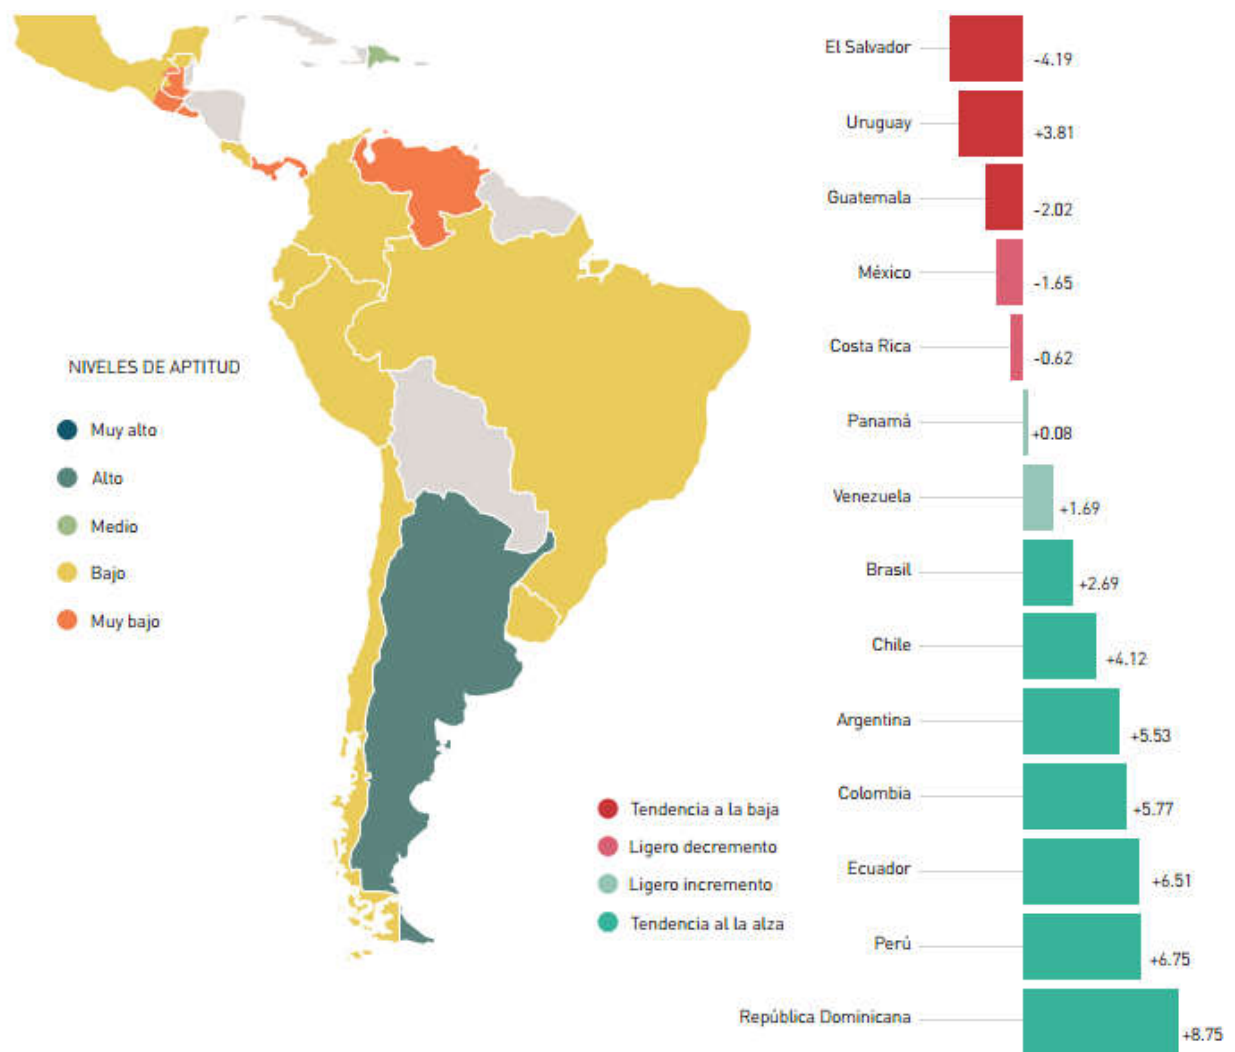 El Salvador
-4.19
Uruguay
+3.81
Guatemala
-2.02
México
-1.65
Costa Rica
-0.62
Panamá
+0.08
Venezuela
+1.69
Brasil
+2.69
Chile
+4.12
Argentina
+5.53
Colombia
+5.77
Ecuador
+6.51
Perú
+6.75
República Dominicana
+8.75
NIVELES DE APTITUD
Muy alto
Alto
Medio
Bajo
Muy bajo
Tendencia a la baja
Ligero decremento
Ligero incremento
Tendencia al la alza